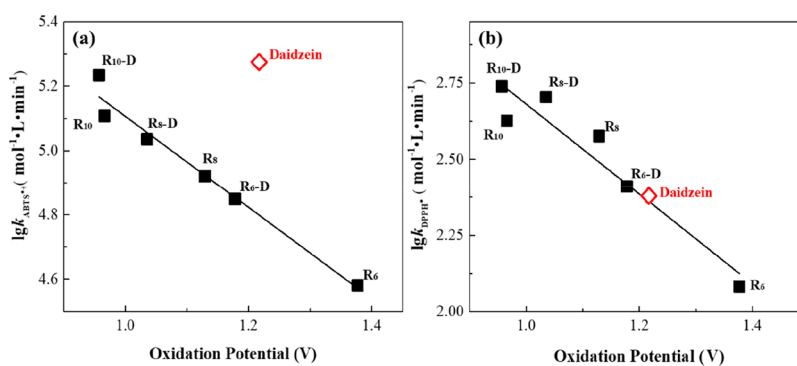 (a)
5.4
5.2
5.0
4.8
4.6
lgk_ABTS•+( mol⁻¹•L•min⁻¹)
R₁₀-D
R₁₀
R₈-D
R₈
R₆-D
R₆
Daidzein
1.0 1.2 1.4
Oxidation Potential (V)
(b)
2.75
2.50
2.25
2.00
lgk_DPPH• ( mol⁻¹•L•min⁻¹)
R₁₀-D
R₁₀
R₈-D
R₈
R₆-D
Daidzein
R₆
1.0 1.2 1.4
Oxidation Potential (V)